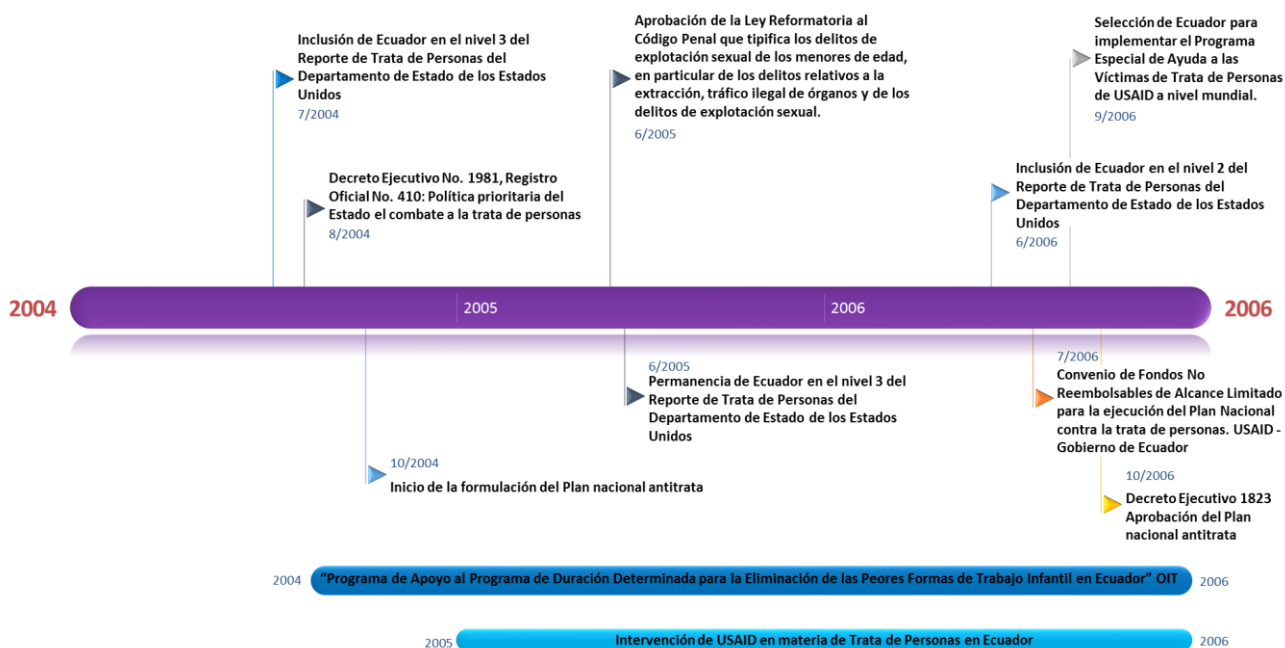 Inclusión de Ecuador en el nivel 3 del
Reporte de Trata de Personas del
Departamento de Estado de los Estados
Unidos
7/2004
Decreto Ejecutivo No. 1981, Registro
Oficial No. 410: Política prioritaria del
Estado el combate a la trata de personas
8/2004
Aprobación de la Ley Reformatoria al
Código Penal que tipifica los delitos de
explotación sexual de los menores de edad,
en particular de los delitos relativos a la
extracción, tráfico ilegal de órganos y de los
delitos de explotación sexual.
6/2005
Selección de Ecuador para
implementar el Programa
Especial de Ayuda a las
Víctimas de Trata de Personas
de USAID a nivel mundial.
9/2006
Inclusión de Ecuador en el nivel 2 del
Reporte de Trata de Personas del
Departamento de Estado de los Estados
Unidos
6/2006
2004
2005
2006
2006
6/2005
Permanencia de Ecuador en el nivel 3 del
Reporte de Trata de Personas del
Departamento de Estado de los Estados
Unidos
10/2004
Inicio de la formulación del Plan nacional antitrata
7/2006
Convenio de Fondos No
Reembolsables de Alcance Limitado
para la ejecución del Plan Nacional
contra la trata de personas. USAID -
Gobierno de Ecuador
10/2006
Decreto Ejecutivo 1823
Aprobación del Plan
nacional antitrata
2004
"Programa de Apoyo al Programa de Duración Determinada para la Eliminación de las Peores Formas de Trabajo Infantil en Ecuador" OIT
2006
2005
Intervención de USAID en materia de Trata de Personas en Ecuador
2006